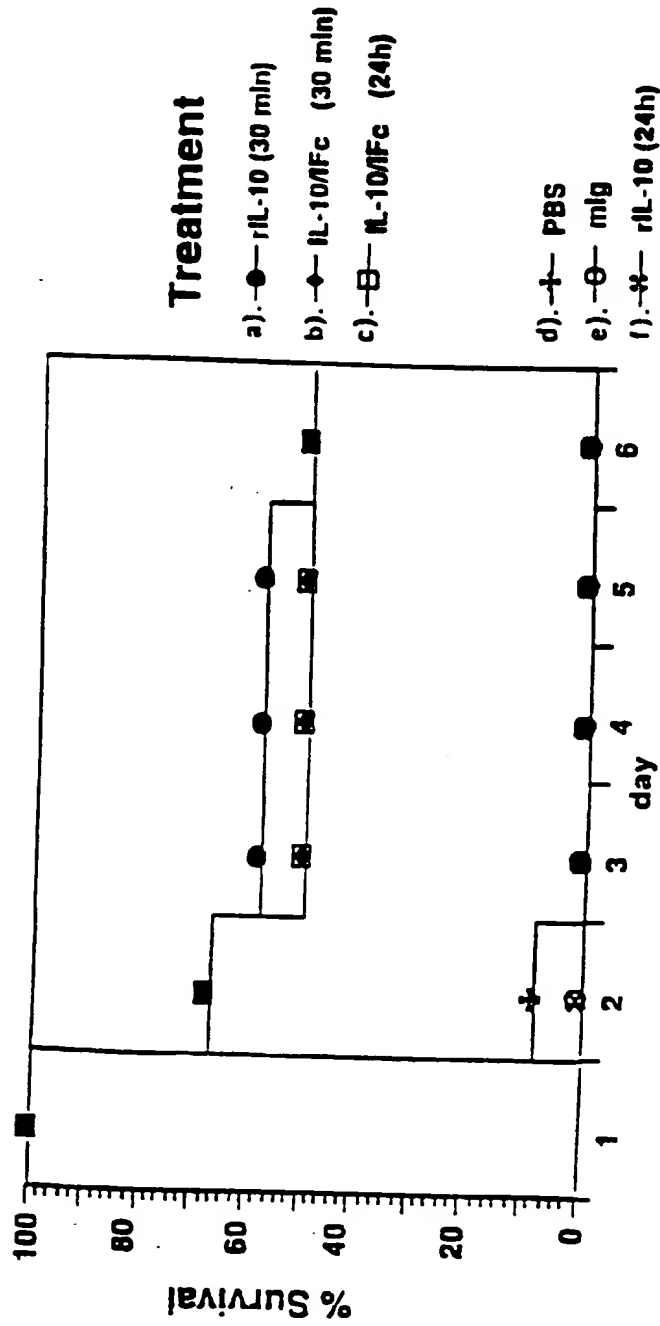 Treatment
a). rIL-10 (30 min)
b). IL-10/IFc (30 min)
c). IL-10/IFc (24h)
d). PBS
e). mIg
f). rIL-10 (24h)
% Survival
100
80
60
40
20
0
1
2
3
4
5
6
day